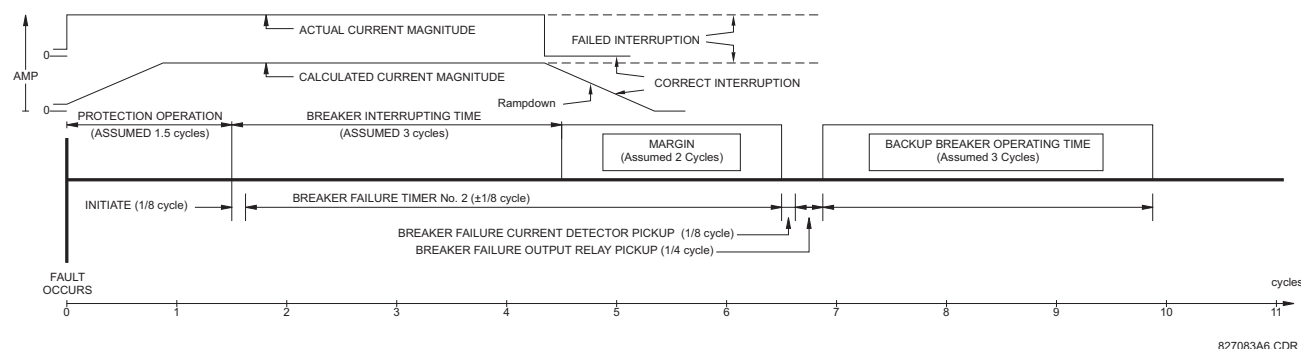 ACTUAL CURRENT MAGNITUDE
FAILED INTERRUPTION
0
AMP
CALCULATED CURRENT MAGNITUDE
CORRECT INTERRUPTION
Rampdown
0
PROTECTION OPERATION
(ASSUMED 1.5 cycles)
BREAKER INTERRUPTING TIME
(ASSUMED 3 cycles)
MARGIN
(Assumed 2 Cycles)
BACKUP BREAKER OPERATING TIME
(Assumed 3 Cycles)
INITIATE (1/8 cycle)
BREAKER FAILURE TIMER No. 2 (±1/8 cycle)
BREAKER FAILURE CURRENT DETECTOR PICKUP (1/8 cycle)
BREAKER FAILURE OUTPUT RELAY PICKUP (1/4 cycle)
FAULT
OCCURS
cycles
0 1 2 3 4 5 6 7 8 9 10 11
827083A6.CDR